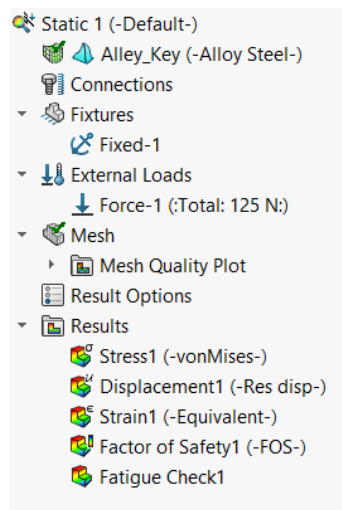 Static 1 (-Default-)
Alley_Key (-Alloy Steel-)
Connections
Fixtures
Fixed-1
External Loads
Force-1 (:Total: 125 N:)
Mesh
Mesh Quality Plot
Result Options
Results
Stress1 (-vonMises-)
Displacement1 (-Res disp-)
Strain1 (-Equivalent-)
Factor of Safety1 (-FOS-)
Fatigue Check1